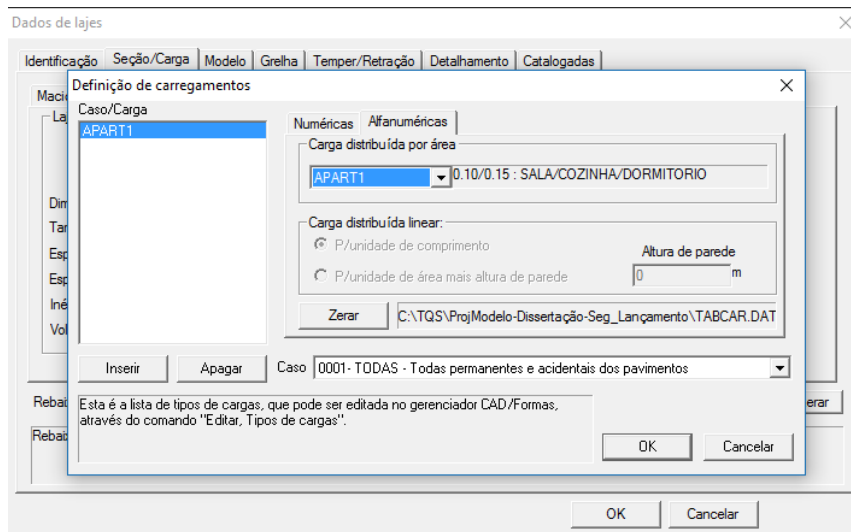 Dados de lajes
Identificação Seção/Carga Modelo Grelha Temper/Retração Detalhamento Catalogadas
Definição de carregamentos
Caso/Carga
APART1
Numéricas Alfanuméricas
Carga distribuída por área
APART1 0.10/0.15 : SALA/COZINHA/DORMITORIO
Carga distribuída linear:
P/unidade de comprimento
Altura de parede
P/unidade de área mais altura de parede
0 m
Zerar C:\TQS\ProjModelo-Dissertação-Seg_Lançamento\TABCAR.DAT
Inserir Apagar Caso 0001- TODAS - Todas permanentes e acidentais dos pavimentos
Esta é a lista de tipos de cargas, que pode ser editada no gerenciador CAD/Formas,
através do comando "Editar, Tipos de cargas".
OK Cancelar
OK Cancelar